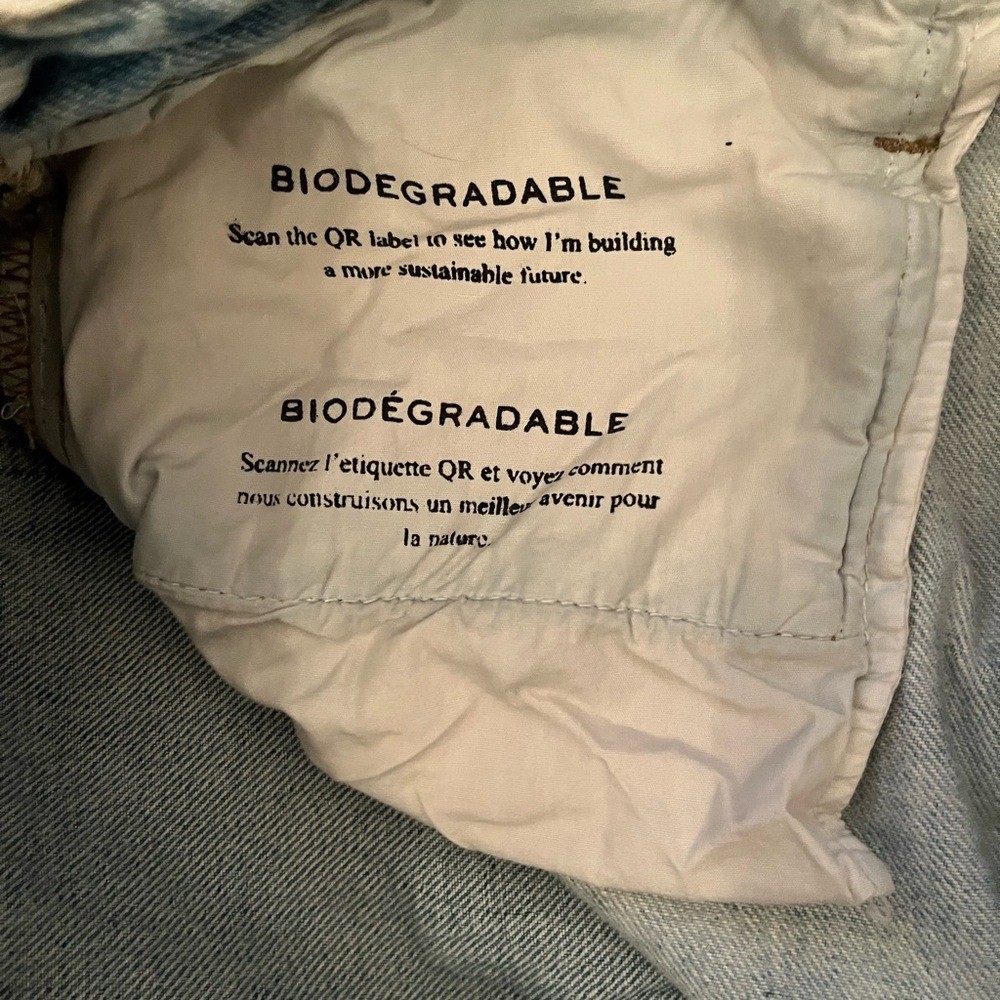 BIODEGRADABLE
Scan the QR label to see how I'm building
a more sustainable future.
BIODÉGRADABLE
Scannez l'etiquette QR et voyez comment
nous construisons un meilleur avenir pour
la nature.